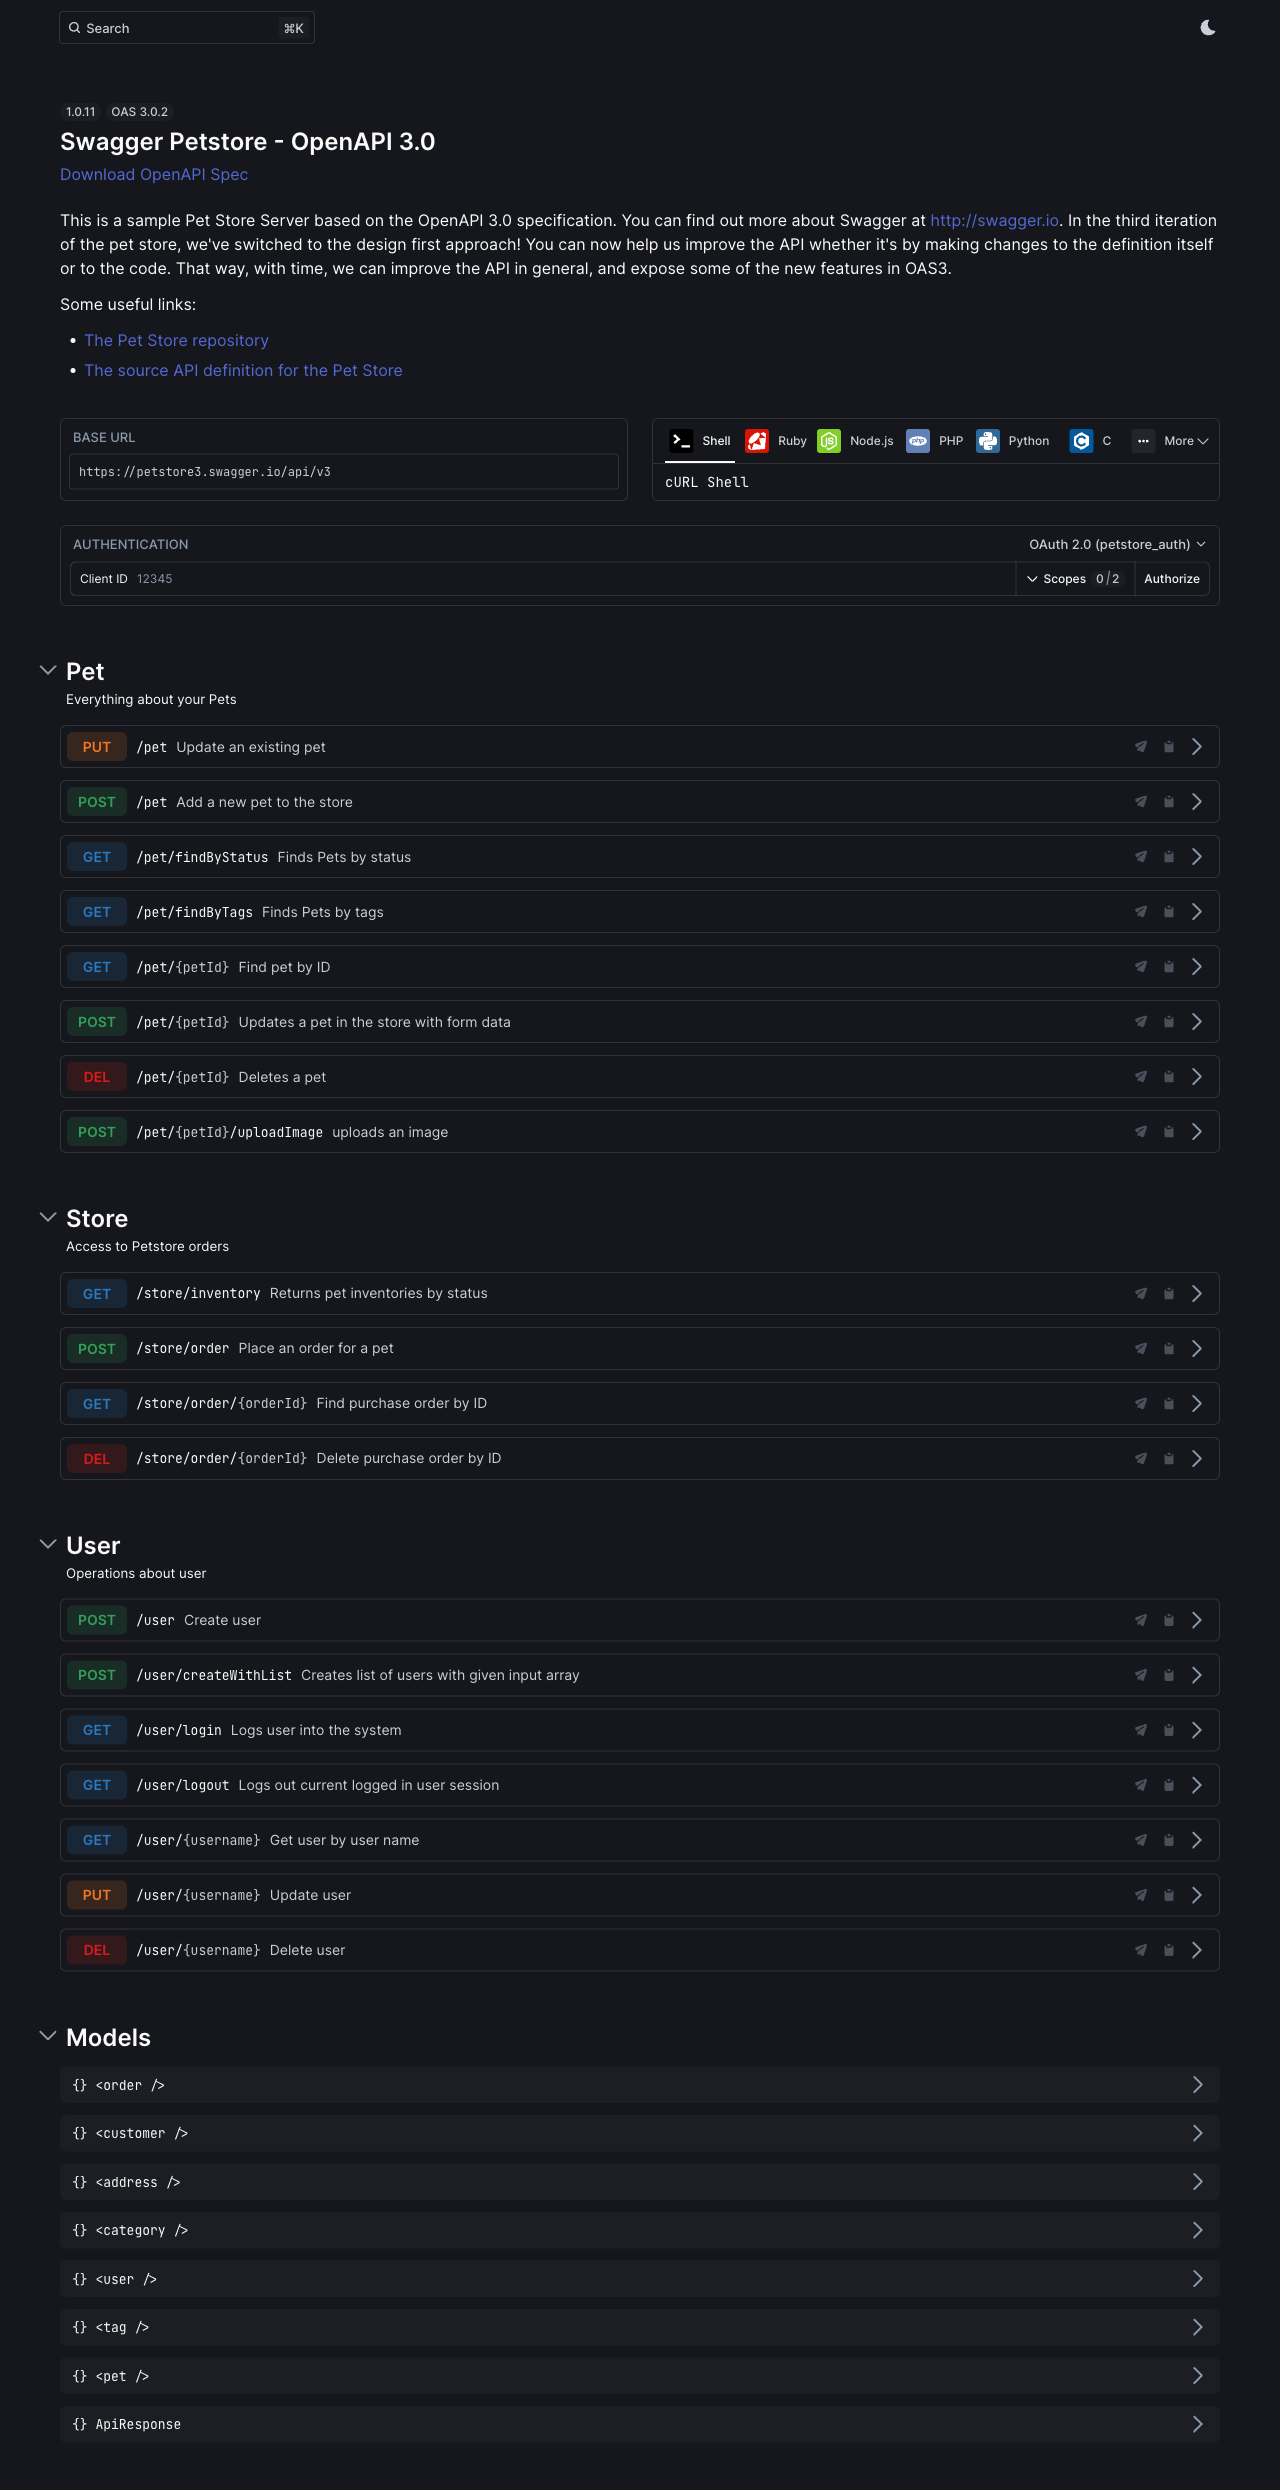 Search ⌘K
1.0.11 OAS 3.0.2
Swagger Petstore - OpenAPI 3.0
Download OpenAPI Spec
This is a sample Pet Store Server based on the OpenAPI 3.0 specification. You can find out more about Swagger at http://swagger.io. In the third iteration
of the pet store, we've switched to the design first approach! You can now help us improve the API whether it's by making changes to the definition itself
or to the code. That way, with time, we can improve the API in general, and expose some of the new features in OAS3.
Some useful links:
• The Pet Store repository
• The source API definition for the Pet Store
BASE URL
https://petstore3.swagger.io/api/v3
Shell Ruby Node.js php PHP Python C More
cURL Shell
AUTHENTICATION OAuth 2.0 (petstore_auth)
Client ID 12345 Scopes 0/2 Authorize
Pet
Everything about your Pets
PUT /pet Update an existing pet
POST /pet Add a new pet to the store
GET /pet/findByStatus Finds Pets by status
GET /pet/findByTags Finds Pets by tags
GET /pet/{petId} Find pet by ID
POST /pet/{petId} Updates a pet in the store with form data
DEL /pet/{petId} Deletes a pet
POST /pet/{petId}/uploadImage uploads an image
Store
Access to Petstore orders
GET /store/inventory Returns pet inventories by status
POST /store/order Place an order for a pet
GET /store/order/{orderId} Find purchase order by ID
DEL /store/order/{orderId} Delete purchase order by ID
User
Operations about user
POST /user Create user
POST /user/createWithList Creates list of users with given input array
GET /user/login Logs user into the system
GET /user/logout Logs out current logged in user session
GET /user/{username} Get user by user name
PUT /user/{username} Update user
DEL /user/{username} Delete user
Models
{} <order />
{} <customer />
{} <address />
{} <category />
{} <user />
{} <tag />
{} <pet />
{} ApiResponse